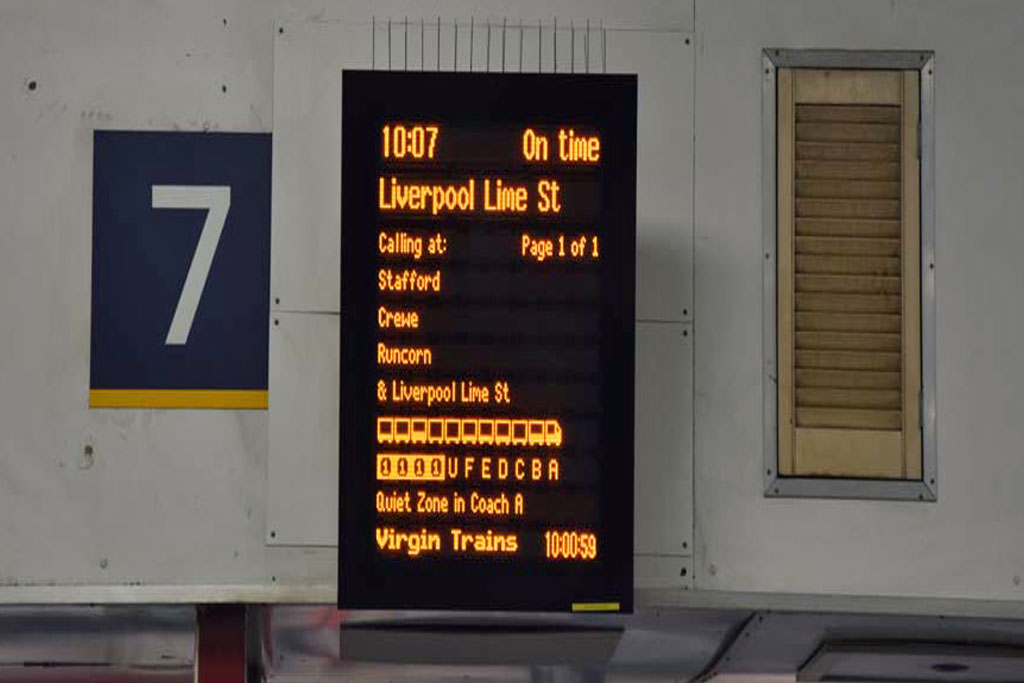 7
10:07 On time
Liverpool Lime St
Calling at: Page 1 of 1
Stafford
Crewe
Runcorn
& Liverpool Lime St
1 1 1 1 U F E D C B A
Quiet Zone in Coach A
Virgin Trains 10:00:59